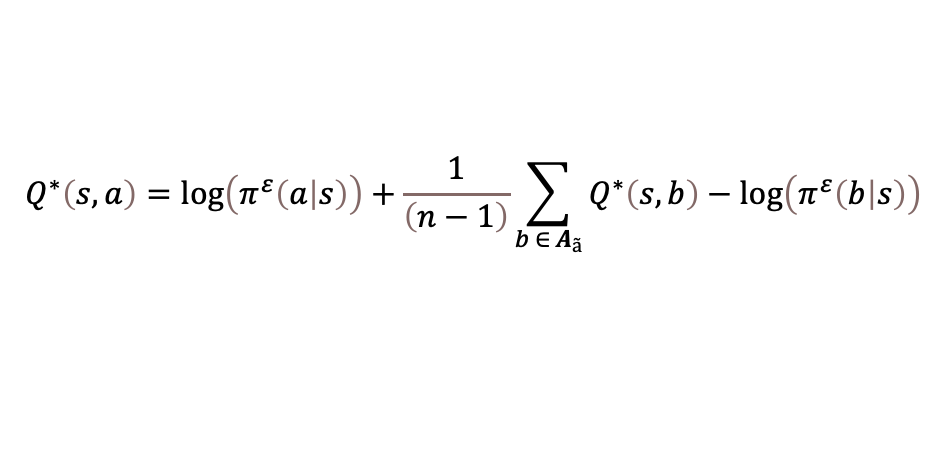 Q*(s, a) = log(π^ε(a|s)) + 1/(n − 1) ∑_{b ∈ A_ã} Q*(s, b) − log(π^ε(b|s))